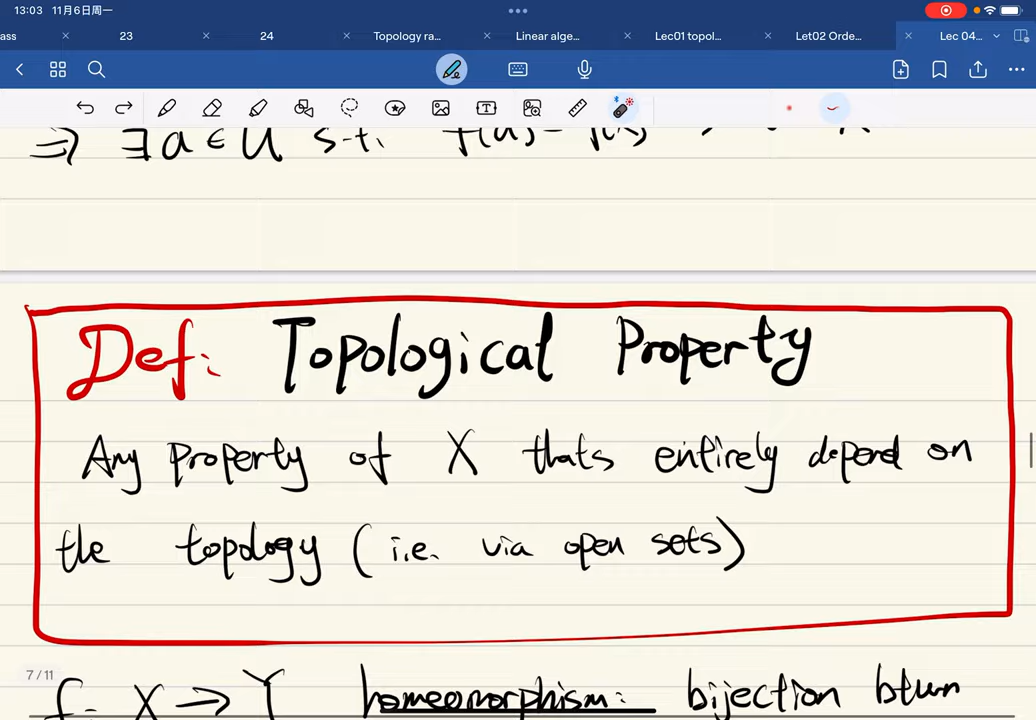 13:03 11月6日周一
ass
23
24
Topology ra...
Linear alge...
Lec01 topol...
Let02 Orde...
Lec 04...
⇒ ∃ a ∈ U s.t.
Def: Topological Property
Any property of X thats entirely depend on
the topology (i.e. via open sets)
7 / 11
f: X → Y homeomorphism: bijection btwn